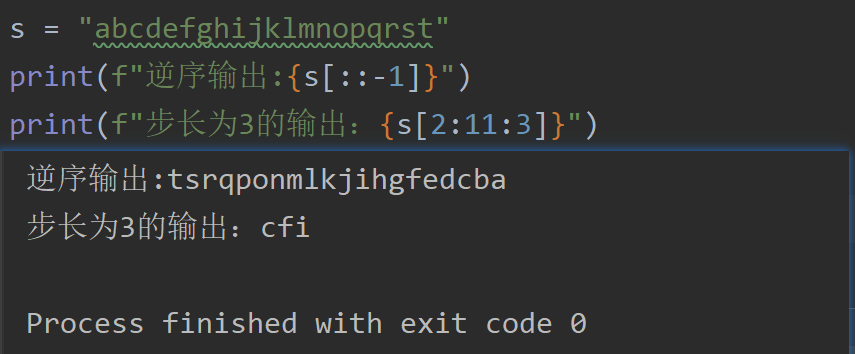 s = "abcdefghijklmnopqrst"
print(f"逆序输出:{s[::-1]}")
print(f"步长为3的输出：{s[2:11:3]}")
逆序输出:tsrqponmlkjihgfedcba
步长为3的输出：cfi
Process finished with exit code 0